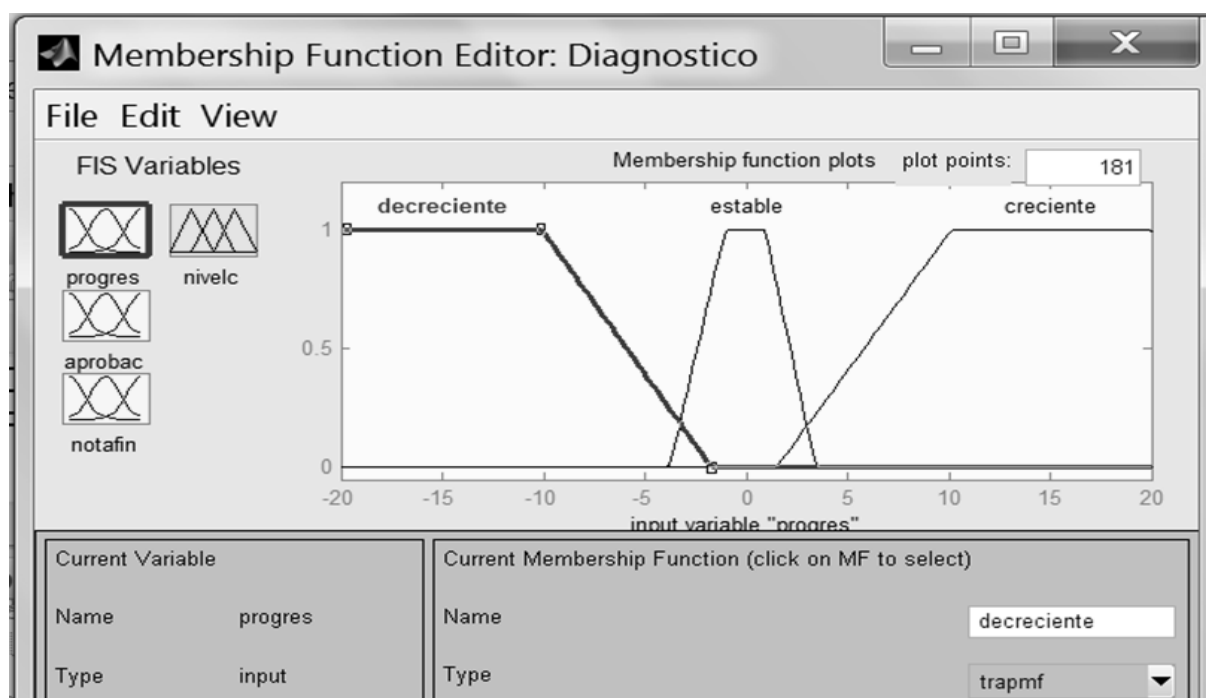 Membership Function Editor: Diagnostico
File Edit View
FIS Variables
Membership function plots
plot points:
181
progres
nivelc
aprobac
notafin
decreciente
estable
creciente
1
0.5
0
-20 -15 -10 -5 0 5 10 15 20
input variable "progres"
Current Variable
Name progres
Type input
Current Membership Function (click on MF to select)
Name decreciente
Type trapmf